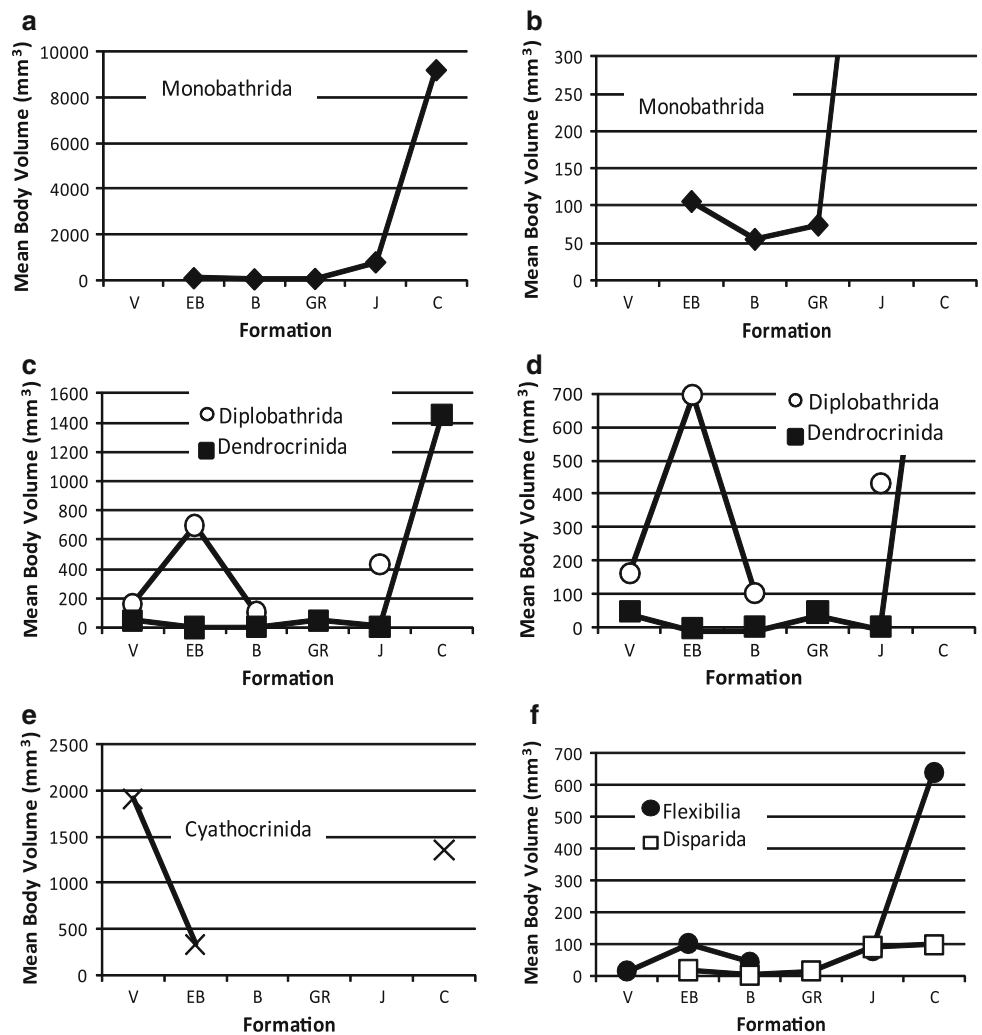 a
Mean Body Volume (mm³)
10000
8000
6000
4000
2000
0
Monobathrida
V EB B GR J C
Formation
b
Mean Body Volume (mm³)
300
250
200
150
100
50
0
Monobathrida
V EB B GR J C
Formation
c
Mean Body Volume (mm³)
1600
1400
1200
1000
800
600
400
200
0
Diplobathrida
Dendrocrinida
V EB B GR J C
Formation
d
Mean Body Volume (mm³)
700
600
500
400
300
200
100
0
Diplobathrida
Dendrocrinida
V EB B GR J C
Formation
e
Mean Body Volume (mm³)
2500
2000
1500
1000
500
0
Cyathocrinida
V EB B GR J C
Formation
f
Mean Body Volume (mm³)
700
600
500
400
300
200
100
0
Flexibilia
Disparida
V EB B GR J C
Formation